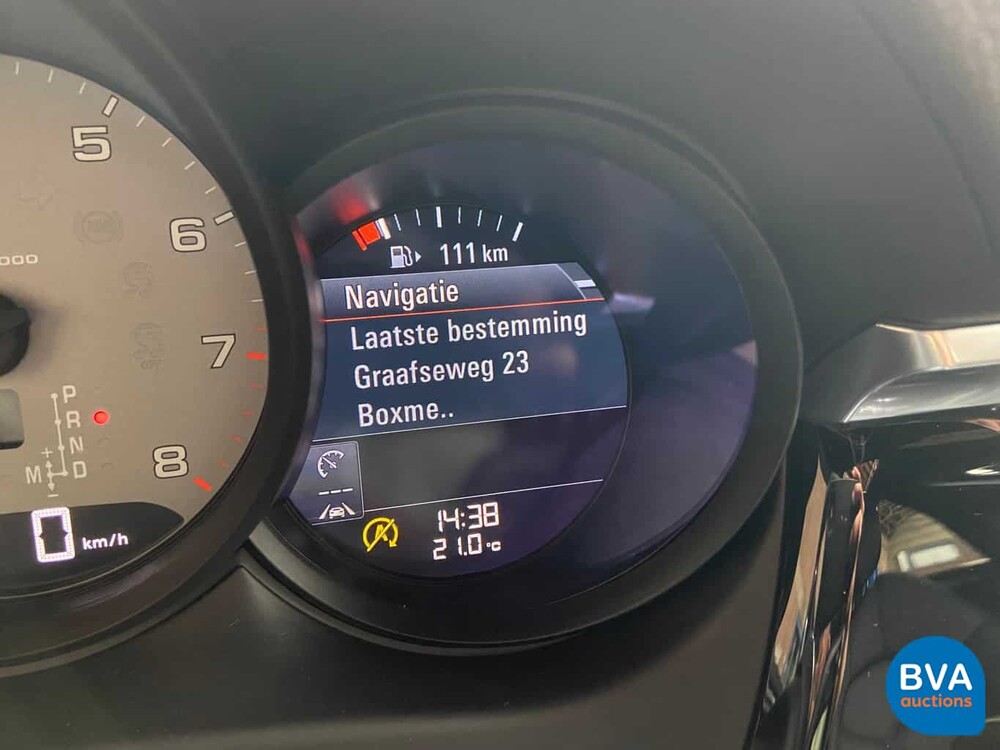 5
6
000
7
8
P
R
N
M D
+
-
0 km/h
111 km
Navigatie
Laatste bestemming
Graafseweg 23
Boxme..
---
14:38
21.0 °C
BVA
auctions